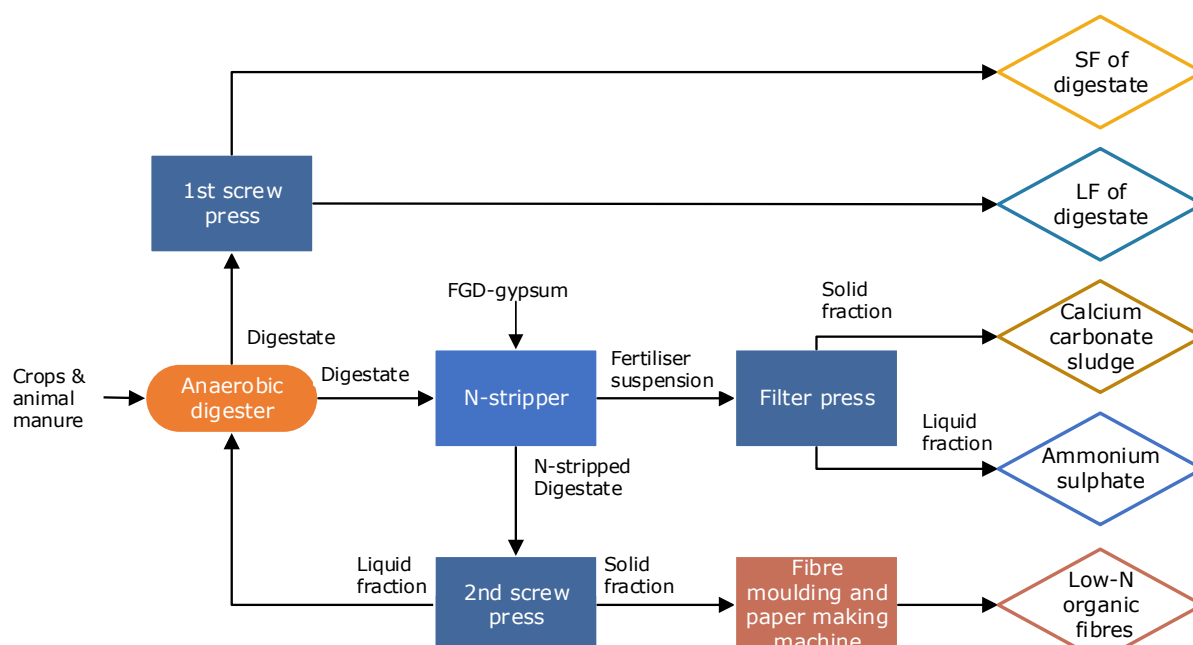 SF of
digestate
1st screw
press
LF of
digestate
FGD-gypsum
Solid
fraction
Calcium
carbonate
sludge
Digestate
Crops &
animal
manure
Anaerobic
digester
Digestate
N-stripper
Fertiliser
suspension
Filter press
Liquid
fraction
Ammonium
sulphate
N-stripped
Digestate
Liquid
fraction
2nd screw
press
Solid
fraction
Fibre
moulding and
paper making
machine
Low-N
organic
fibres